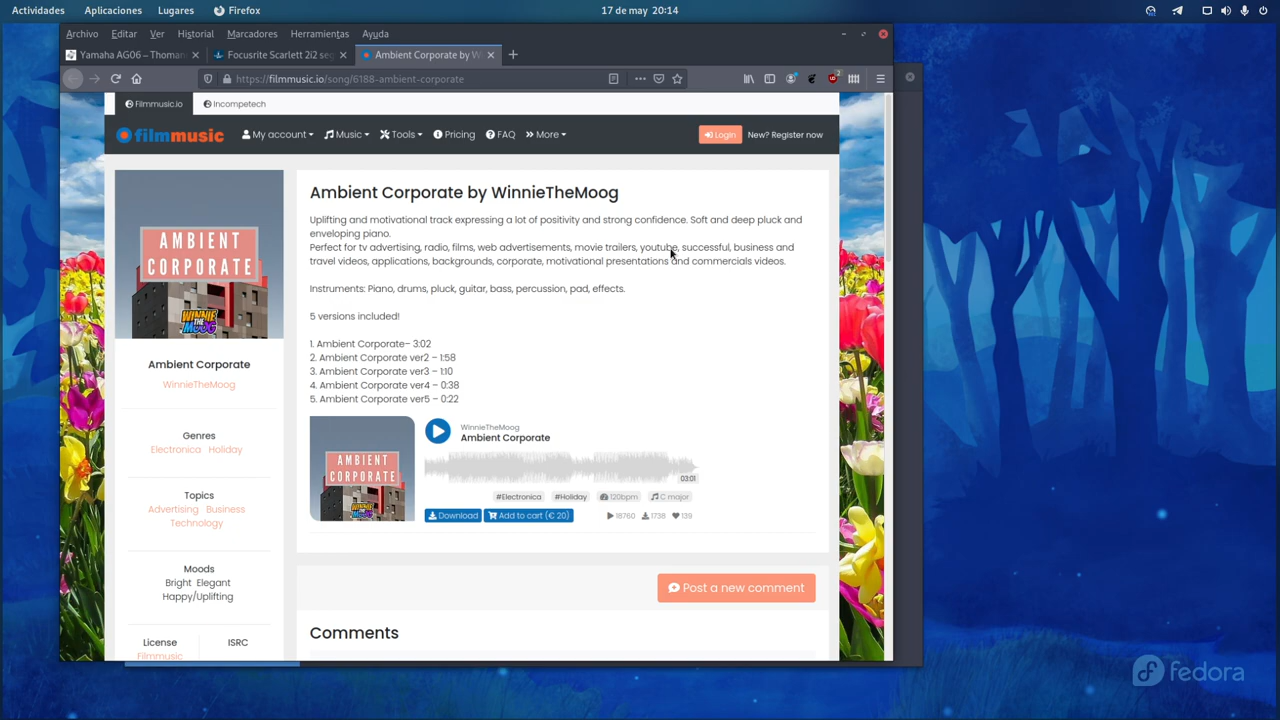 Actividades Aplicaciones Lugares Firefox 17 de may 20:14
Archivo Editar Ver Historial Marcadores Herramientas Ayuda
Yamaha AG06 – Thoman Focusrite Scarlett 2i2 seg Ambient Corporate by W
https://filmmusic.io/song/6188-ambient-corporate
Filmmusic.io Incompetech
filmmusic My account Music Tools Pricing FAQ More Login New? Register now
AMBIENT
CORPORATE
WINNIE
THE
MOOG
Ambient Corporate
WinnieTheMoog
Genres
Electronica Holiday
Topics
Advertising Business
Technology
Moods
Bright Elegant
Happy/Uplifting
License ISRC
Filmmusic
Ambient Corporate by WinnieTheMoog
Uplifting and motivational track expressing a lot of positivity and strong confidence. Soft and deep pluck and
enveloping piano.
Perfect for tv advertising, radio, films, web advertisements, movie trailers, youtube, successful, business and
travel videos, applications, backgrounds, corporate, motivational presentations and commercials videos.
Instruments: Piano, drums, pluck, guitar, bass, percussion, pad, effects.
5 versions included!
1. Ambient Corporate– 3:02
2. Ambient Corporate ver2 – 1:58
3. Ambient Corporate ver3 – 1:10
4. Ambient Corporate ver4 – 0:38
5. Ambient Corporate ver5 – 0:22
AMBIENT
CORPORATE
WinnieTheMoog
Ambient Corporate
03:01
#Electronica #Holiday 120bpm C major
Download Add to cart (€ 20) 18760 1738 139
Post a new comment
Comments
fedora